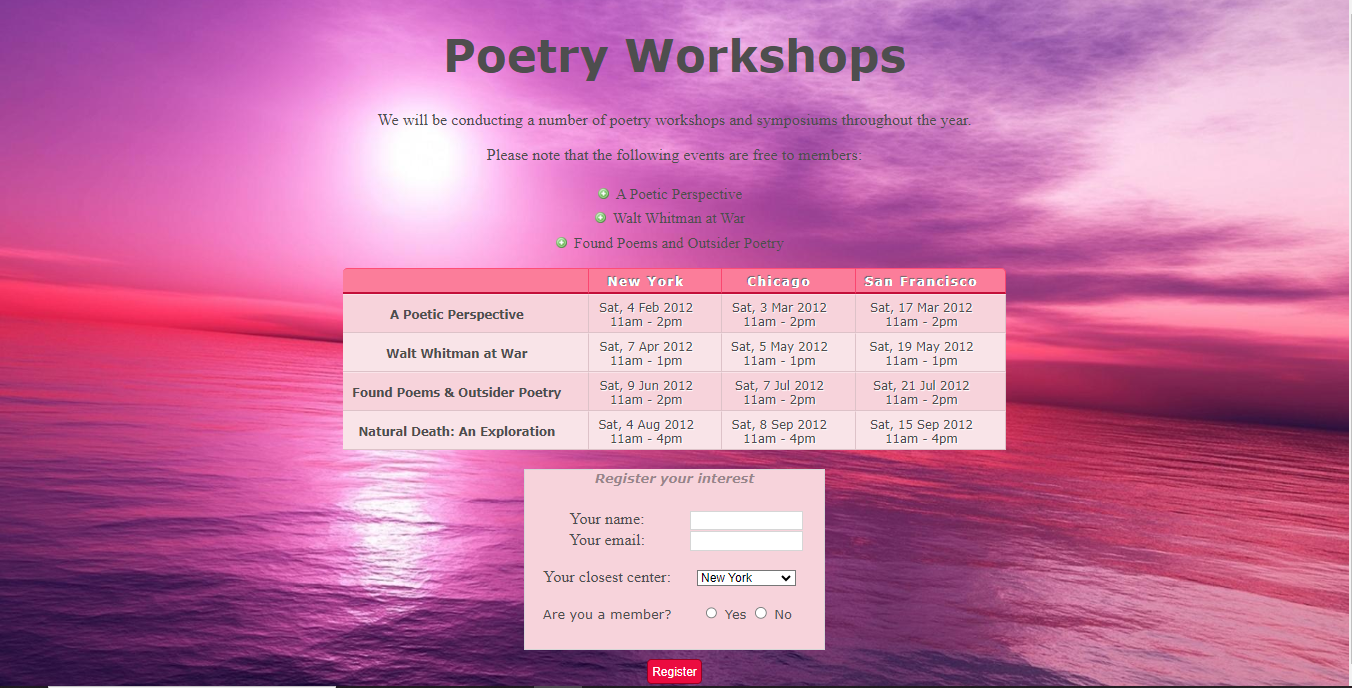 Poetry Workshops
We will be conducting a number of poetry workshops and symposiums throughout the year.
Please note that the following events are free to members:
A Poetic Perspective
Walt Whitman at War
Found Poems and Outsider Poetry
New York Chicago San Francisco
A Poetic Perspective Sat, 4 Feb 2012 11am - 2pm Sat, 3 Mar 2012 11am - 2pm Sat, 17 Mar 2012 11am - 2pm
Walt Whitman at War Sat, 7 Apr 2012 11am - 1pm Sat, 5 May 2012 11am - 1pm Sat, 19 May 2012 11am - 1pm
Found Poems & Outsider Poetry Sat, 9 Jun 2012 11am - 2pm Sat, 7 Jul 2012 11am - 2pm Sat, 21 Jul 2012 11am - 2pm
Natural Death: An Exploration Sat, 4 Aug 2012 11am - 4pm Sat, 8 Sep 2012 11am - 4pm Sat, 15 Sep 2012 11am - 4pm
Register your interest
Your name:
Your email:
Your closest center: New York
Are you a member? Yes No
Register